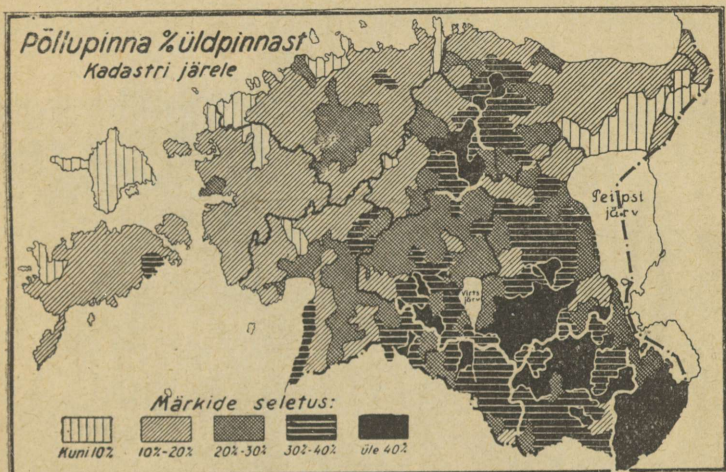 Põllupinna % üldpinnast
Kadastri järele
Peipsi
järv
Virts
järv
Märkide seletus:
Kuni 10%
10%-20%
20%-30%
30%-40%
üle 40%